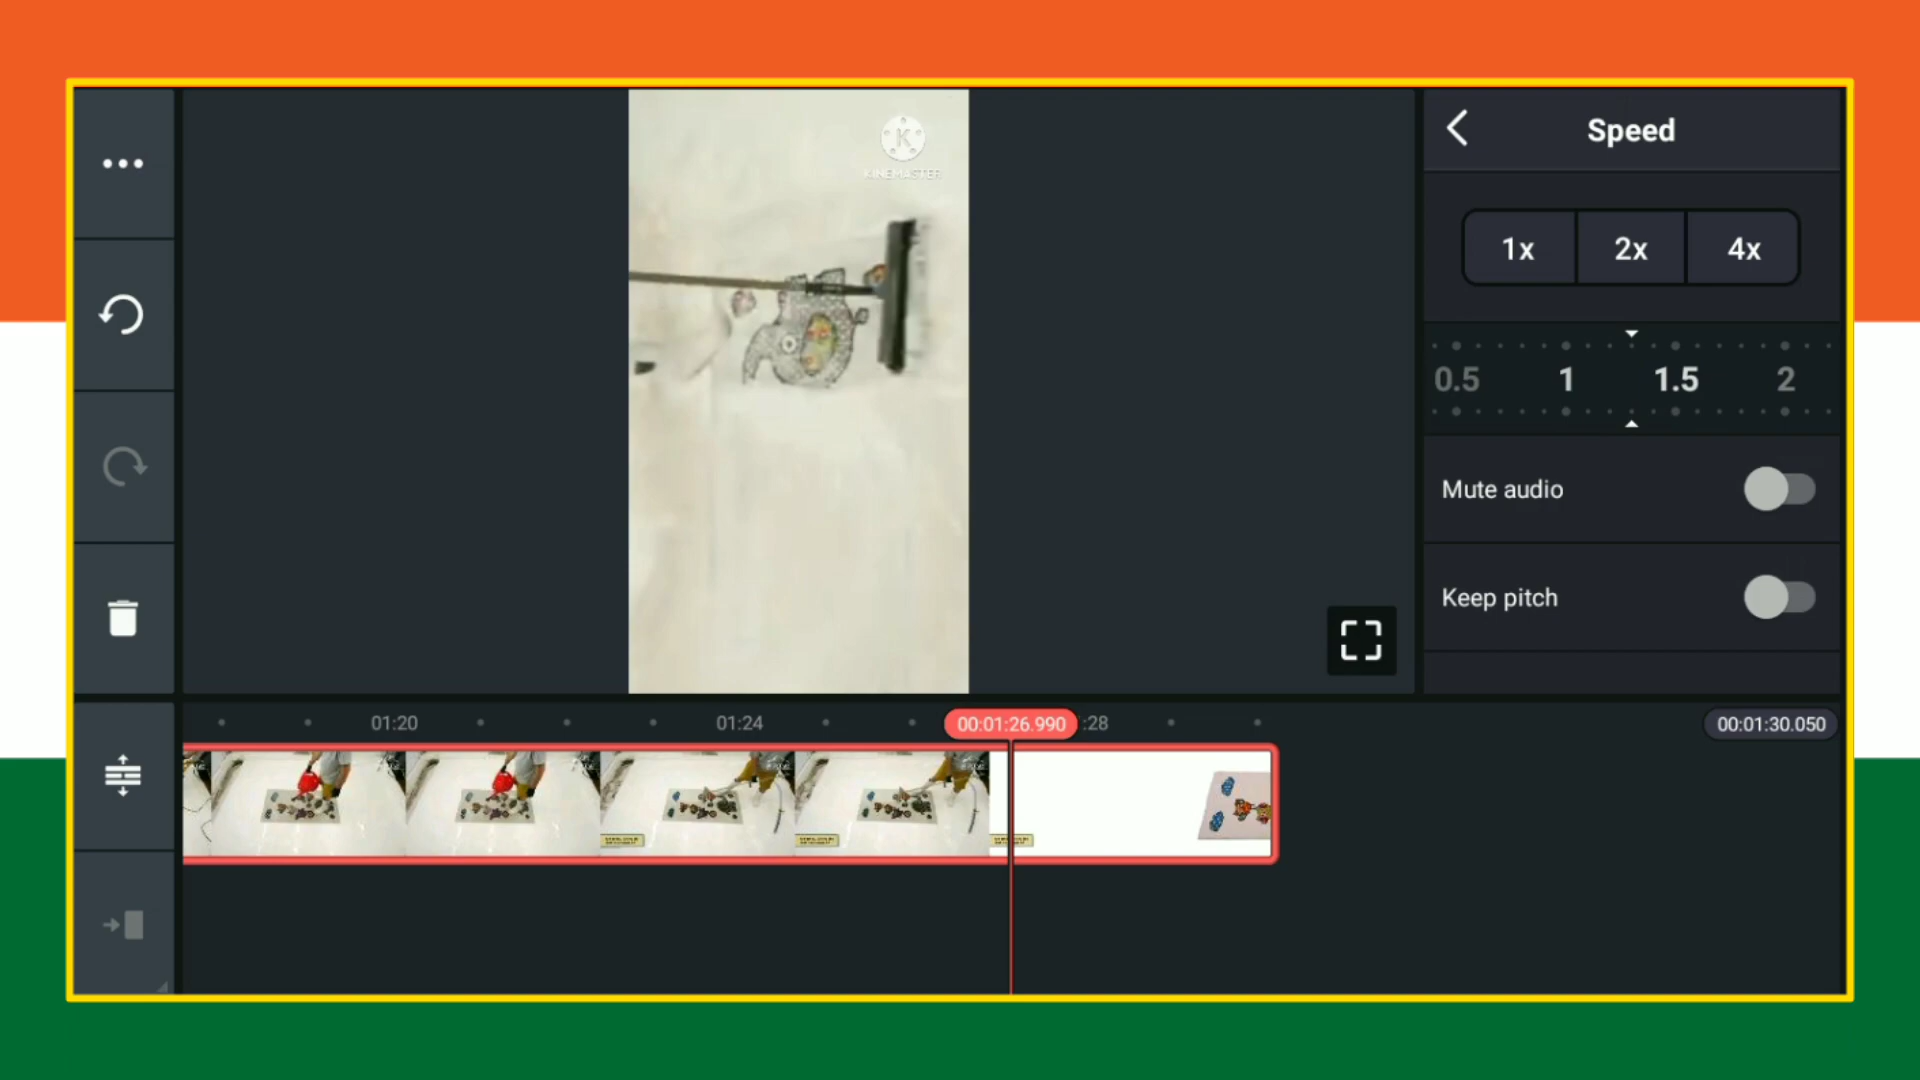 K
KINEMASTER
Speed
1x 2x 4x
0.5 1 1.5 2
Mute audio
Keep pitch
01:20 01:24 00:01:26.990 :28 00:01:30.050